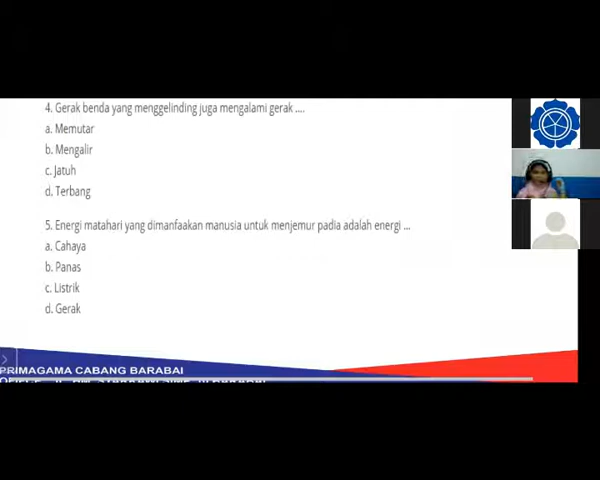 4. Gerak benda yang menggelinding juga mengalami gerak ....
a. Memutar
b. Mengalir
c. Jatuh
d. Terbang
5. Energi matahari yang dimanfaakan manusia untuk menjemur padia adalah energi ...
a. Cahaya
b. Panas
c. Listrik
d. Gerak
PRIMAGAMA CABANG BARABAI